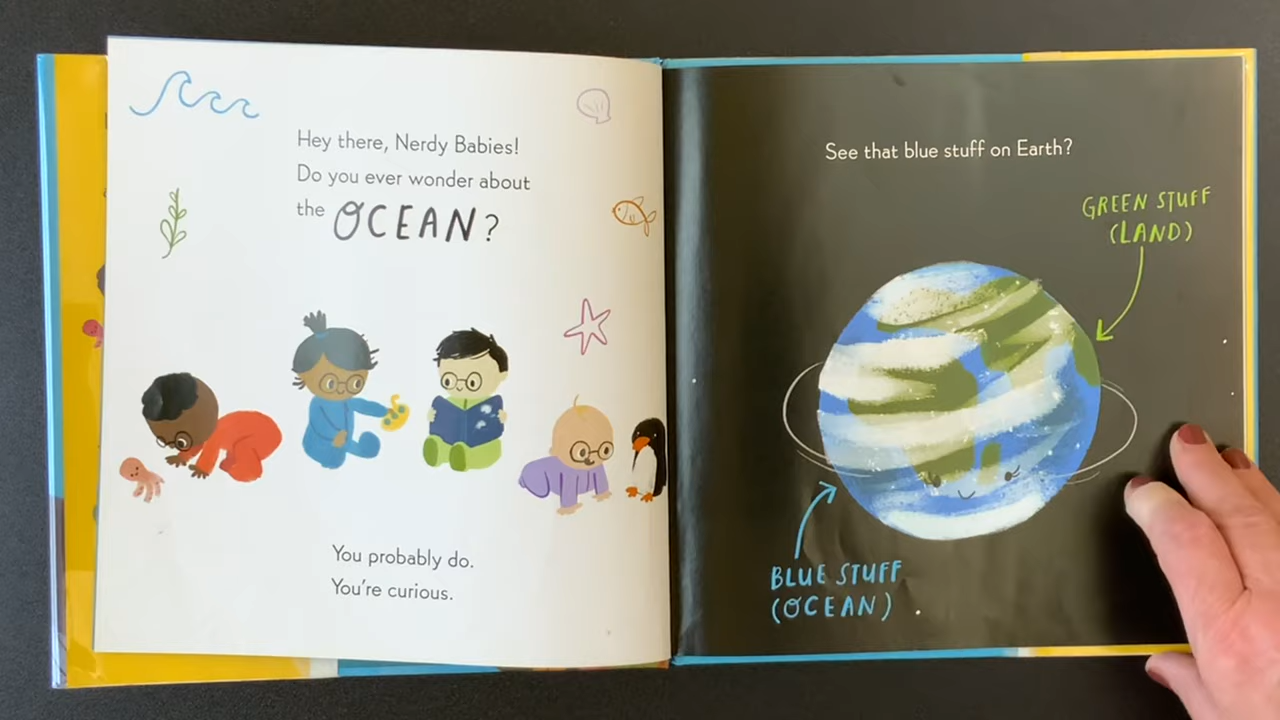 Hey there, Nerdy Babies!
Do you ever wonder about
the OCEAN?
You probably do.
You're curious.
See that blue stuff on Earth?
GREEN STUFF
(LAND)
BLUE STUFF
(OCEAN)